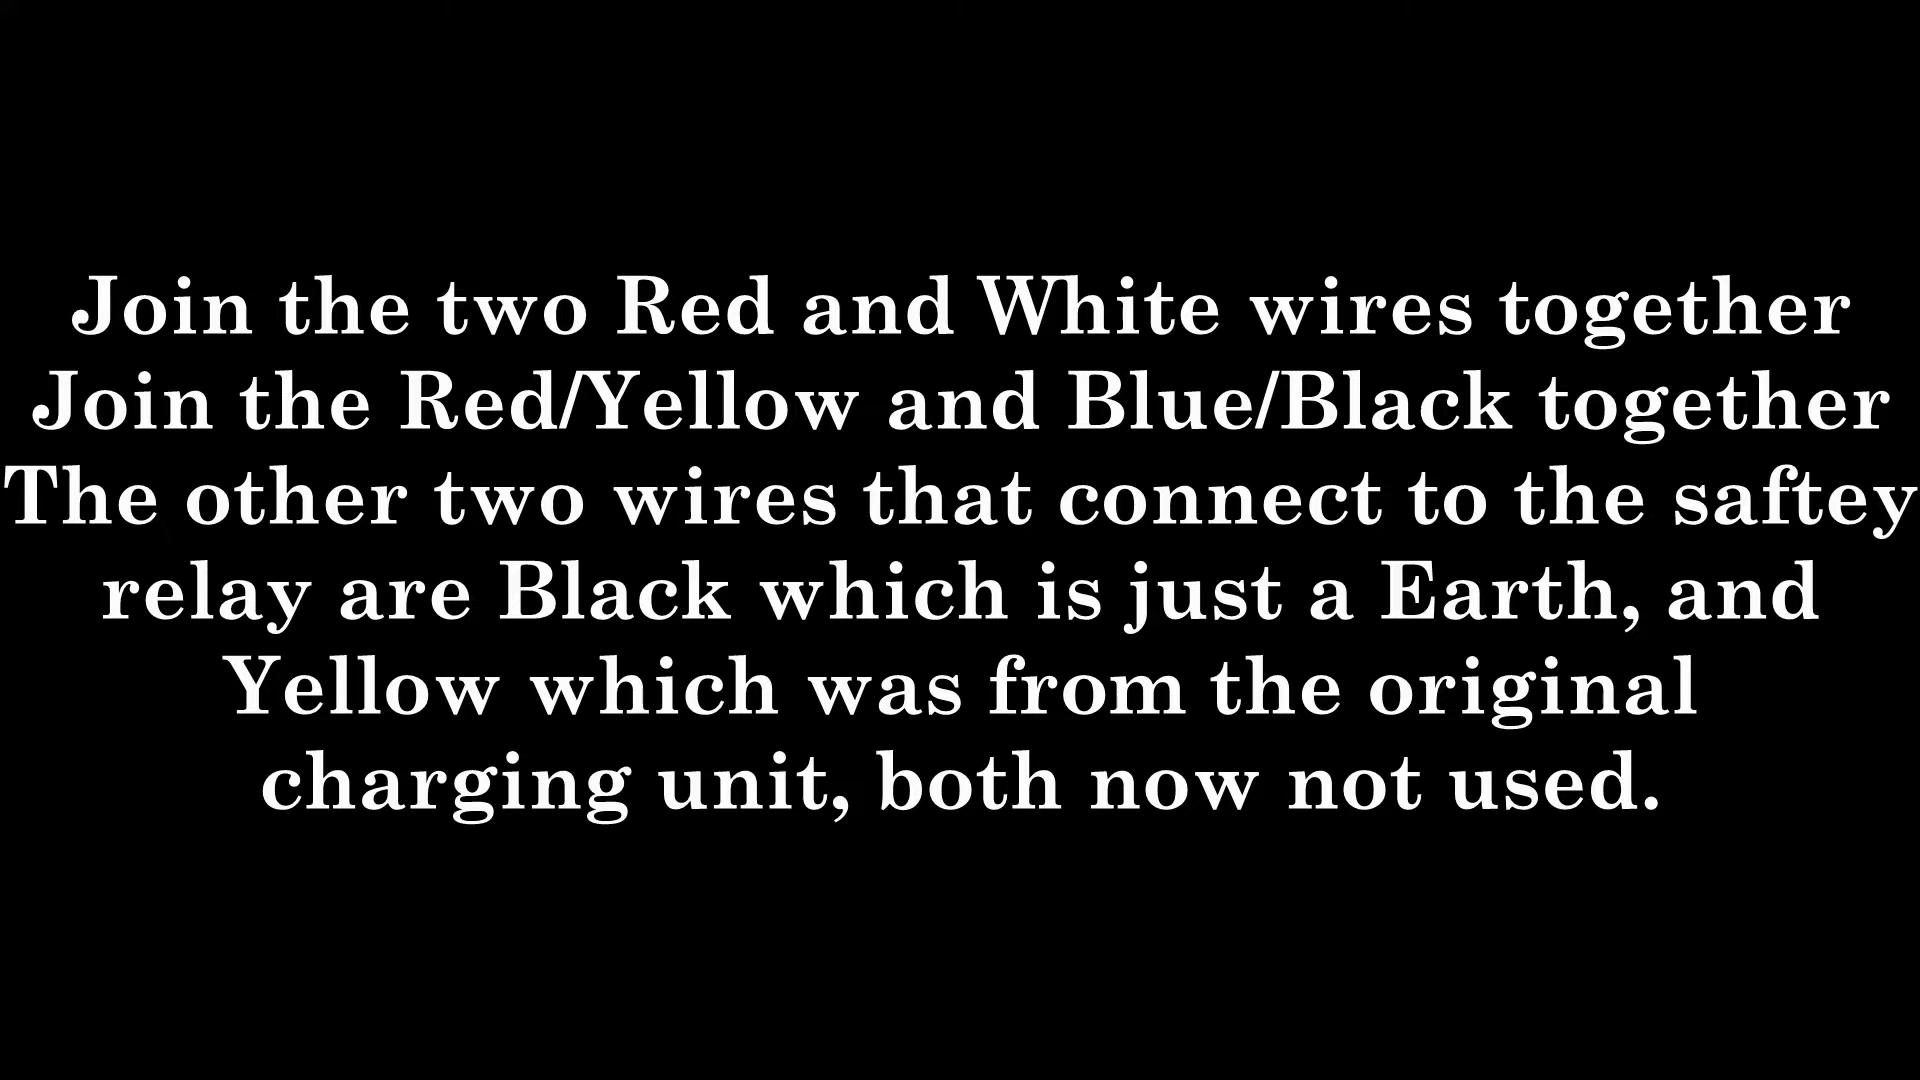 Join the two Red and White wires together
Join the Red/Yellow and Blue/Black together
The other two wires that connect to the saftey
relay are Black which is just a Earth, and
Yellow which was from the original
charging unit, both now not used.